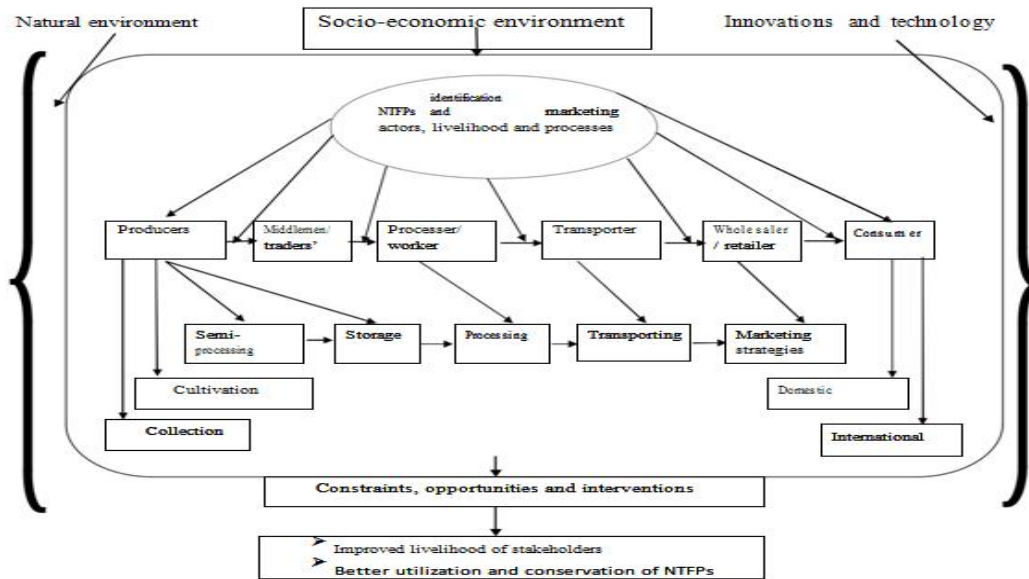 Natural environment
Socio-economic environment
Innovations and technology
identification
NTFPs and marketing
actors, livelihood and processes
Producers
Middlemen/
traders'
Processer/
worker
Transporter
Whole saler
/ retailer
Consumer
Semi-
processing
Storage
Processing
Transporting
Marketing
strategies
Cultivation
Domestic
Collection
International
Constraints, opportunities and interventions
➢ Improved livelihood of stakeholders
➢ Better utilization and conservation of NTFPs